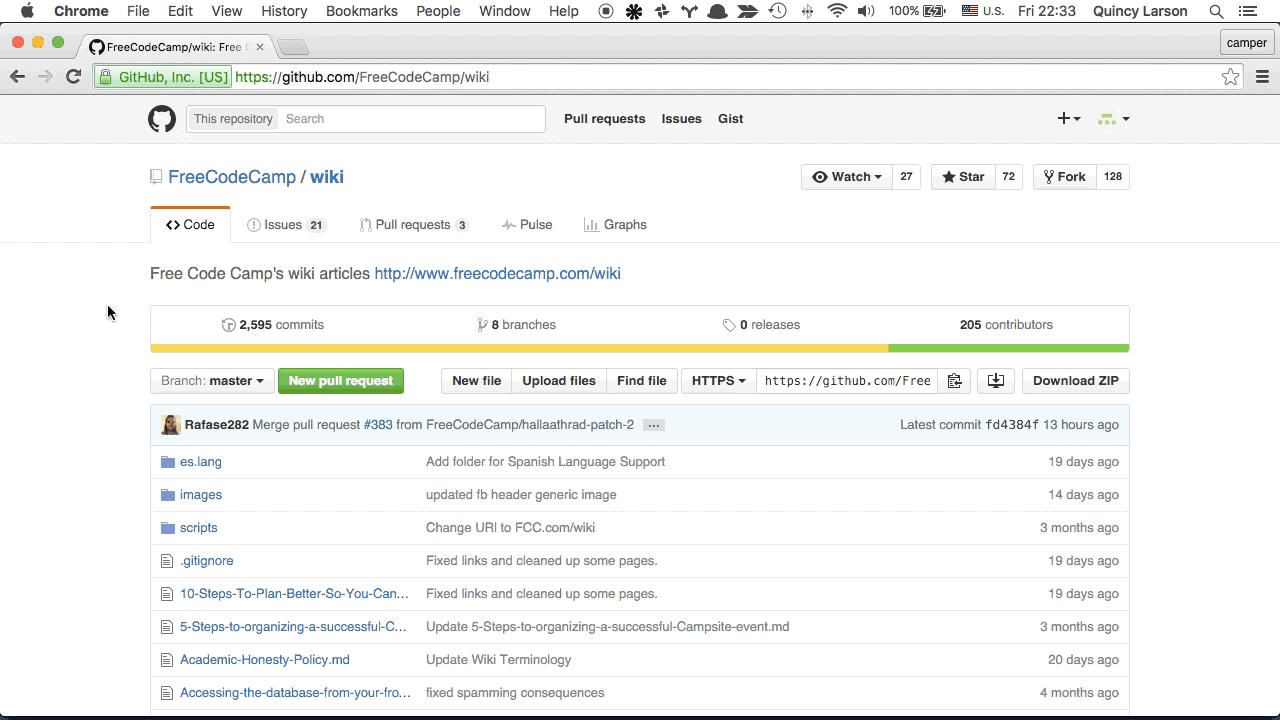 Chrome File Edit View History Bookmarks People Window Help 100% U.S. Fri 22:33 Quincy Larson
FreeCodeCamp/wiki: Free camper
GitHub, Inc. [US] https://github.com/FreeCodeCamp/wiki
This repository Search Pull requests Issues Gist
FreeCodeCamp / wiki Watch 27 Star 72 Fork 128
Code Issues 21 Pull requests 3 Pulse Graphs
Free Code Camp's wiki articles http://www.freecodecamp.com/wiki
2,595 commits 8 branches 0 releases 205 contributors
Branch: master New pull request New file Upload files Find file HTTPS https://github.com/Free Download ZIP
Rafase282 Merge pull request #383 from FreeCodeCamp/hallaathrad-patch-2 ... Latest commit fd4384f 13 hours ago
es.lang Add folder for Spanish Language Support 19 days ago
images updated fb header generic image 14 days ago
scripts Change URI to FCC.com/wiki 3 months ago
.gitignore Fixed links and cleaned up some pages. 19 days ago
10-Steps-To-Plan-Better-So-You-Can... Fixed links and cleaned up some pages. 19 days ago
5-Steps-to-organizing-a-successful-C... Update 5-Steps-to-organizing-a-successful-Campsite-event.md 3 months ago
Academic-Honesty-Policy.md Update Wiki Terminology 20 days ago
Accessing-the-database-from-your-fro... fixed spamming consequences 4 months ago